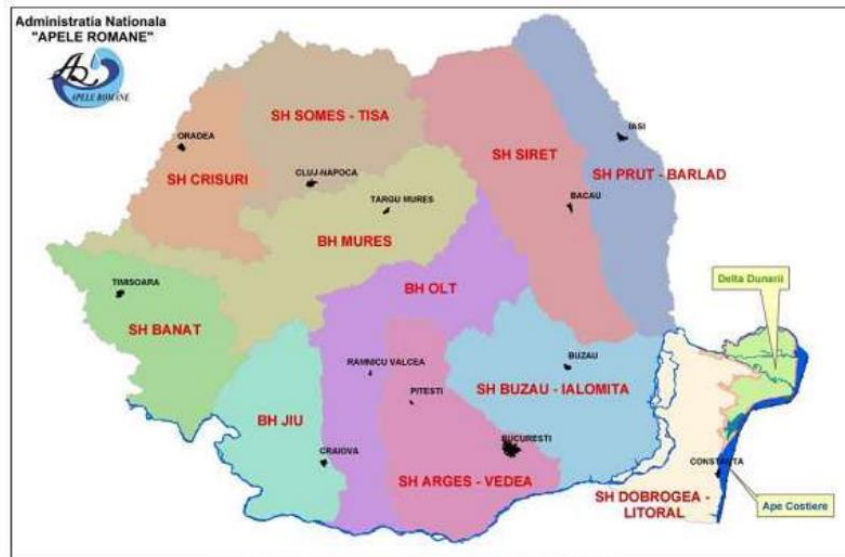 Administratia Nationala
"APELE ROMANE"
APELE ROMÂNE
SH SOMES - TISA
ORADEA
IASI
SH SIRET
CLUJ-NAPOCA
SH PRUT - BARLAD
SH CRISURI
TARGU MURES
BACAU
BH MURES
Delta Dunarii
TIMISOARA
BH OLT
SH BANAT
BUZAU
RAMNICU VALCEA
SH BUZAU - IALOMITA
PITESTI
BH JIU
BUCURESTI
CRAIOVA
CONSTANTA
SH ARGES - VEDEA
SH DOBROGEA -
LITORAL
Ape Costiere